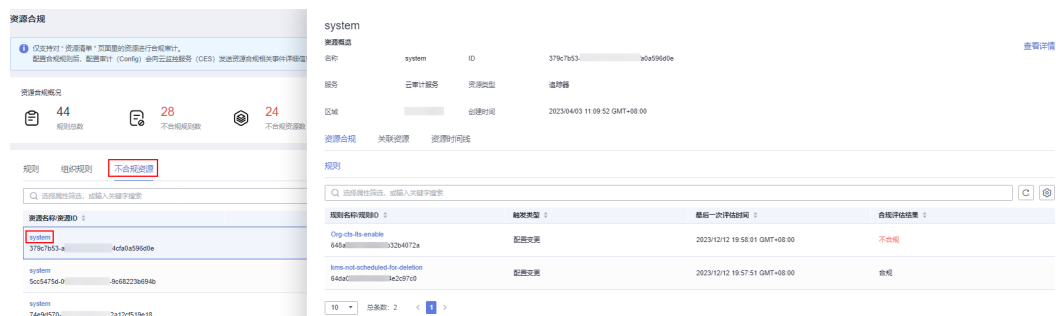 资源合规
仅支持对“资源清单”页面里的资源进行合规审计。
配置合规规则后，配置审计（Config）会向云监控服务（CES）发送资源合规相关事件详细信
资源合规概况
44
规则总数
28
不合规规则数
24
不合规资源数
规则 组织规则 不合规资源
选择属性筛选，或输入关键字搜索
资源名称/资源ID
system
379c7b53-a 4cfa0a596d0e
system
5cc5475d-0 -9c68223b694b
system
74e9d570- 2a12cf519e18
system
资源概览
查看详情
名称 system ID 379c7b53- a0a596d0e
服务 云审计服务 资源类型 追踪器
区域 创建时间 2023/04/03 11:09:52 GMT+08:00
资源合规 关联资源 资源时间线
规则
选择属性筛选，或输入关键字搜索
规则名称/规则ID 触发类型 最后一次评估时间 合规评估结果
Org-cts-lts-enable
648a b32b4072a
配置变更 2023/12/12 19:58:01 GMT+08:00 不合规
kms-not-scheduled-for-deletion
64da0 4e2c97c0
配置变更 2023/12/12 19:57:51 GMT+08:00 合规
10 总条数：2 < 1 >